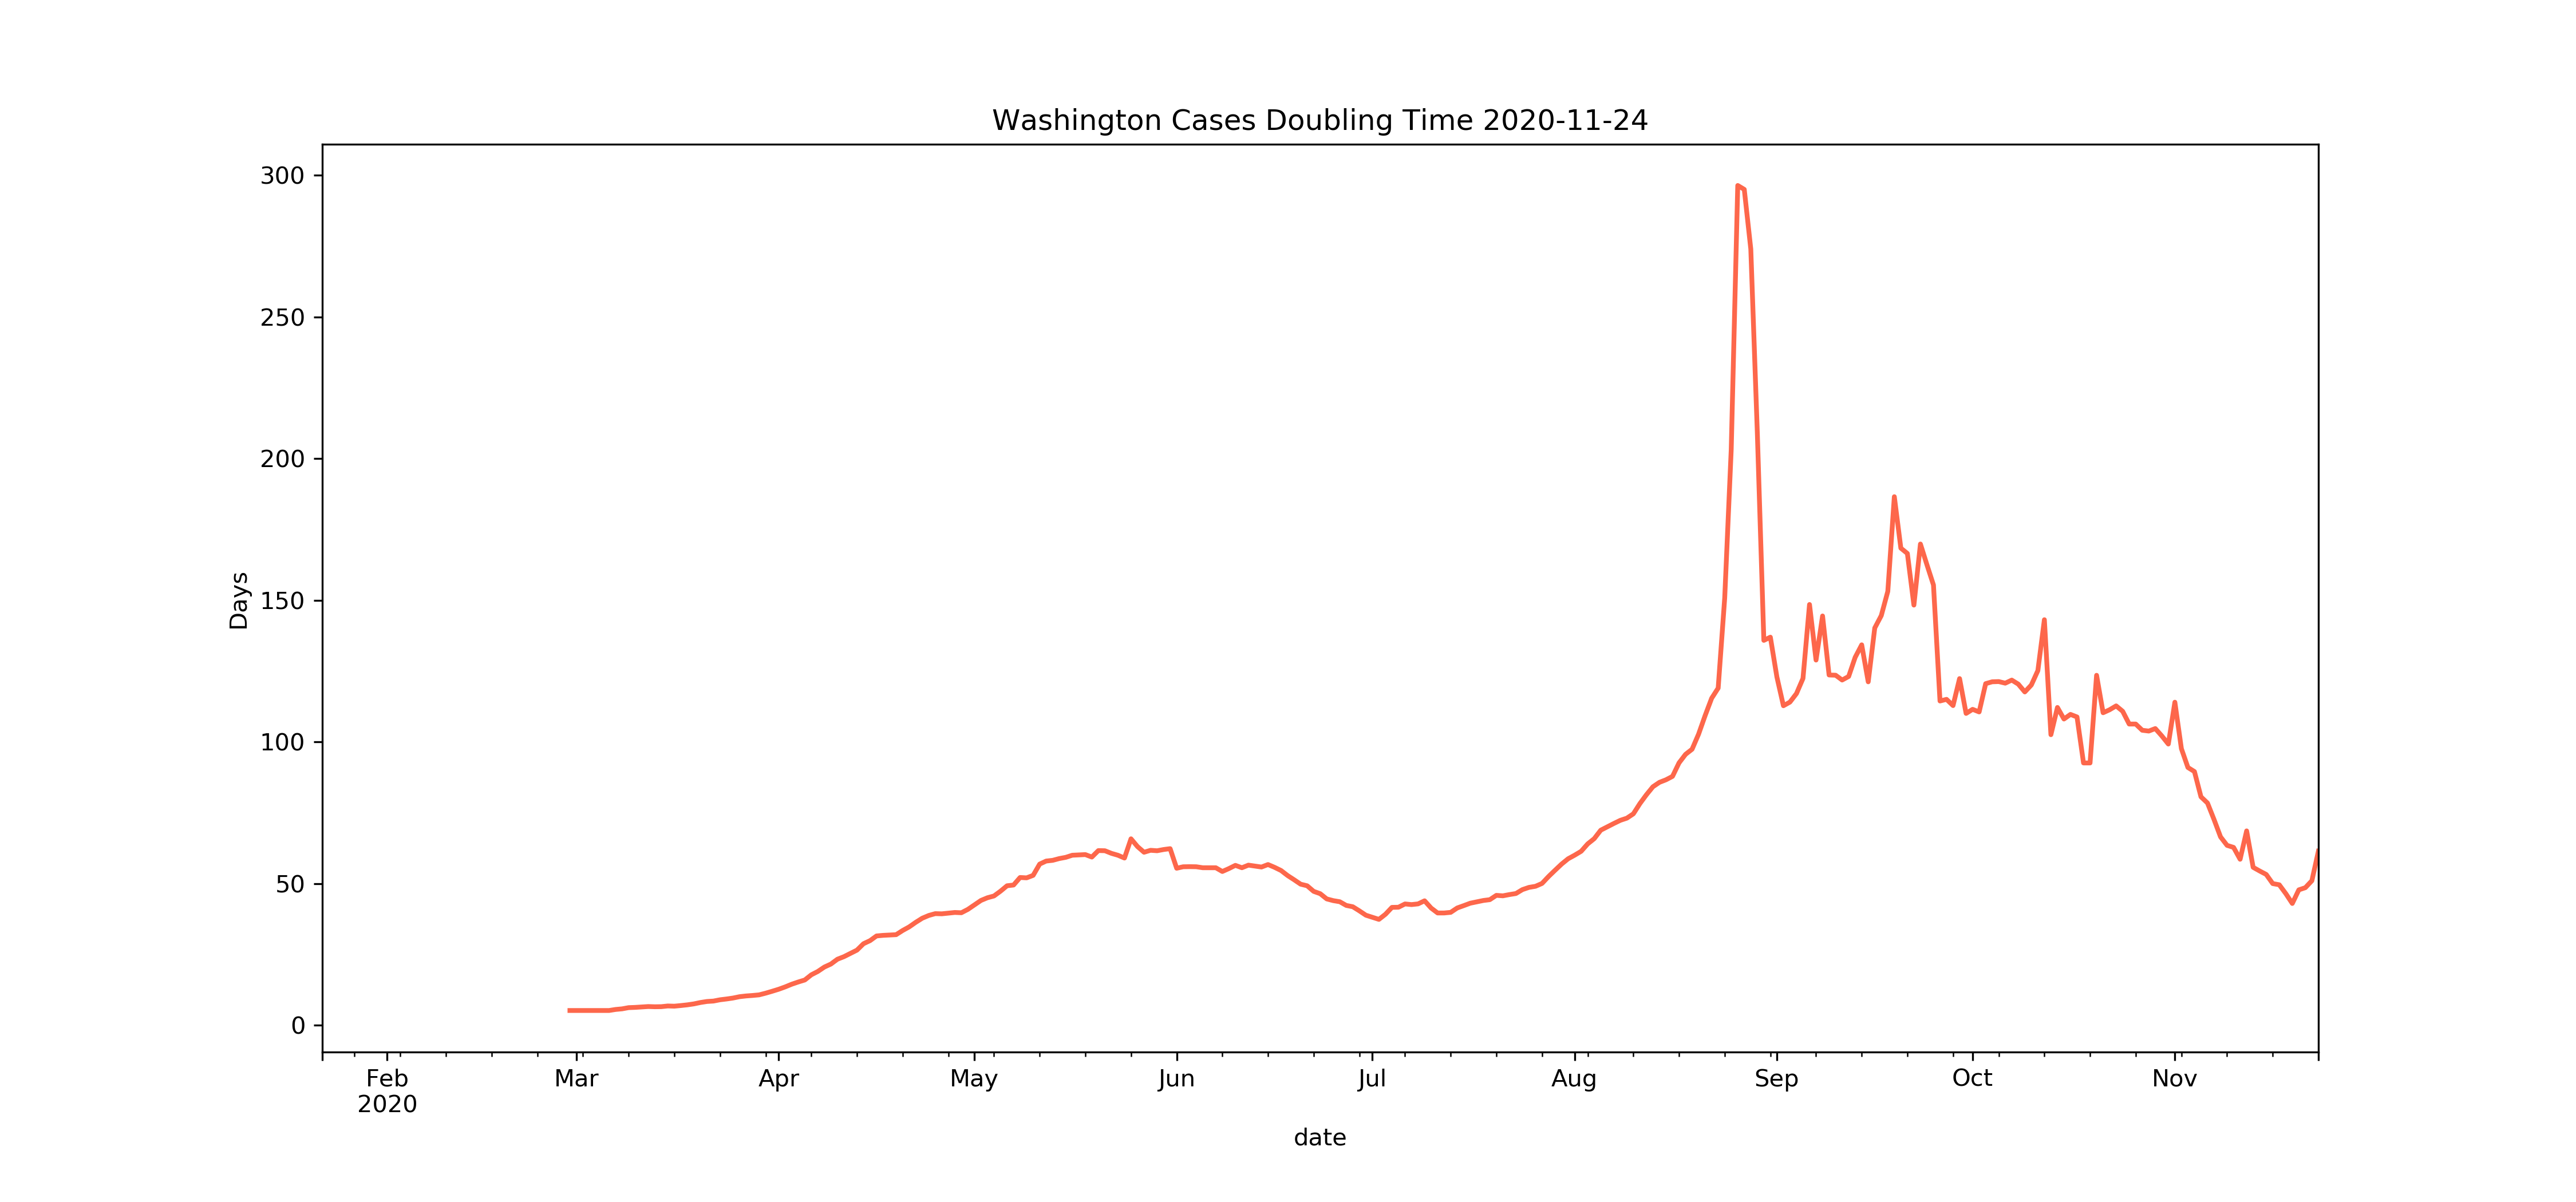 Washington Cases Doubling Time 2020-11-24
300
250
200
150
100
50
0
Days
Feb Mar Apr May Jun Jul Aug Sep Oct Nov
2020
date